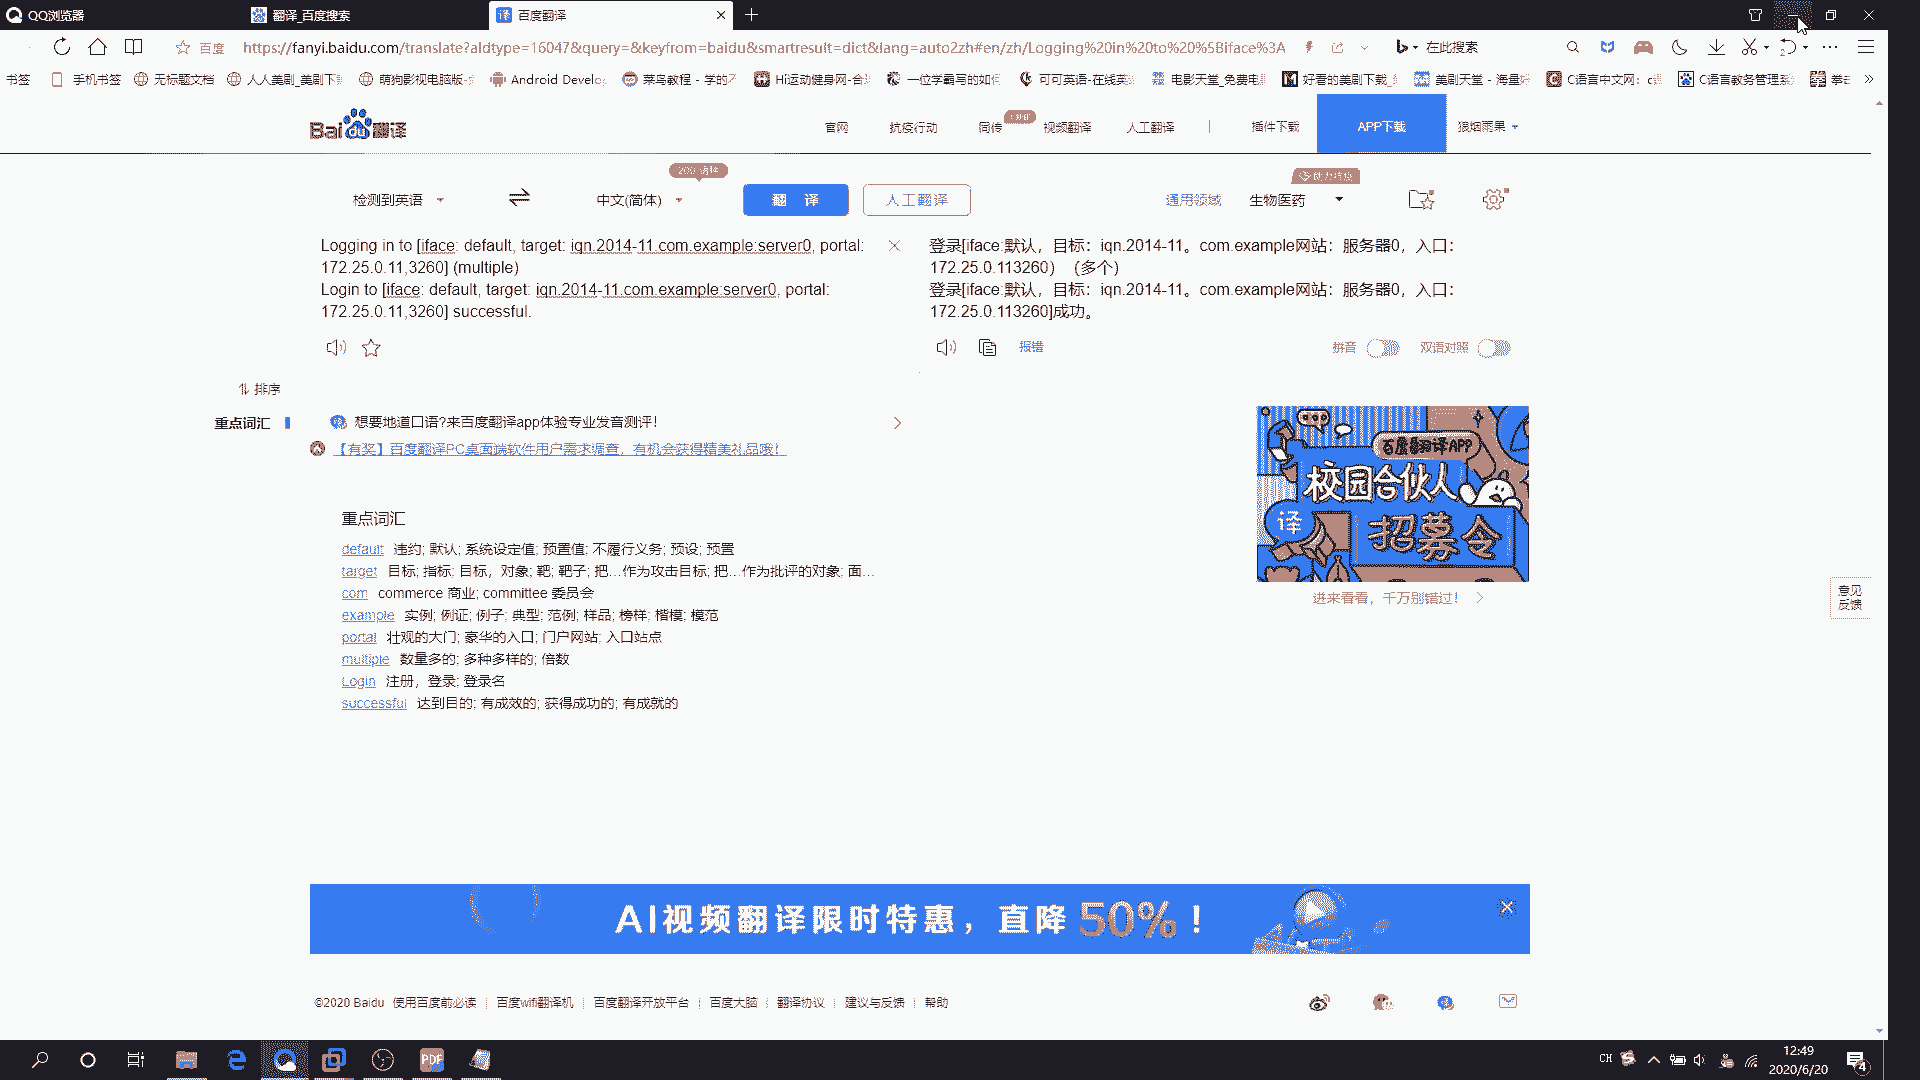 QQ浏览器
翻译_百度搜索
百度翻译
百度
https://fanyi.baidu.com/translate?aldtype=16047&query=&keyfrom=baidu&smartresult=dict&lang=auto2zh#en/zh/Logging%20in%20to%20%5Biface%3A
在此搜索
书签
手机书签
无标题文档
人人美剧_美剧下
萌狗影视电脑版-
Android Develo
菜鸟教程 - 学的不
Hi运动健身网-合
一位学霸写的如何
可可英语-在线英
电影天堂_免费电
好看的美剧下载_
美剧天堂 - 海量
C语言中文网：c
C语言教务管理系
拳
Bai du 翻译
官网
抗疫行动
同传
视频翻译
人工翻译
插件下载
APP下载
狼烟雨果
检测到英语
中文(简体)
翻 译
人工翻译
通用领域
生物医药
Logging in to [iface: default, target: iqn.2014-11.com.example:server0, portal:
172.25.0.11,3260] (multiple)
Login to [iface: default, target: iqn.2014-11.com.example:server0, portal:
172.25.0.11,3260] successful.
登录[iface:默认，目标：iqn.2014-11。com.example网站：服务器0，入口：
172.25.0.113260）（多个）
登录[iface:默认，目标：iqn.2014-11。com.example网站：服务器0，入口：
172.25.0.113260]成功。
报错
拼音
双语对照
排序
重点词汇
想要地道口语?来百度翻译app体验专业发音测评！
【有奖】百度翻译PC桌面端软件用户需求调查，有机会获得精美礼品哦！
重点词汇
default 违约; 默认; 系统设定值; 预置值; 不履行义务; 预设; 预置
target 目标; 指标; 目标，对象; 靶; 靶子; 把…作为攻击目标; 把…作为批评的对象; 面…
com commerce 商业; committee 委员会
example 实例; 例证; 例子; 典型; 范例; 样品; 榜样; 楷模; 模范
portal 壮观的大门; 豪华的入口; 门户网站; 入口站点
multiple 数量多的; 多种多样的; 倍数
Login 注册，登录; 登录名
successful 达到目的; 有成效的; 获得成功的; 有成就的
百度翻译APP
校园合伙人
译
招募令
进来看看，千万别错过！
意见
反馈
AI视频翻译限时特惠，直降50%！
©2020 Baidu 使用百度前必读
百度wifi翻译机
百度翻译开放平台
百度大脑
翻译协议
建议与反馈
帮助
PDF
CH
12:49
2020/6/20
4